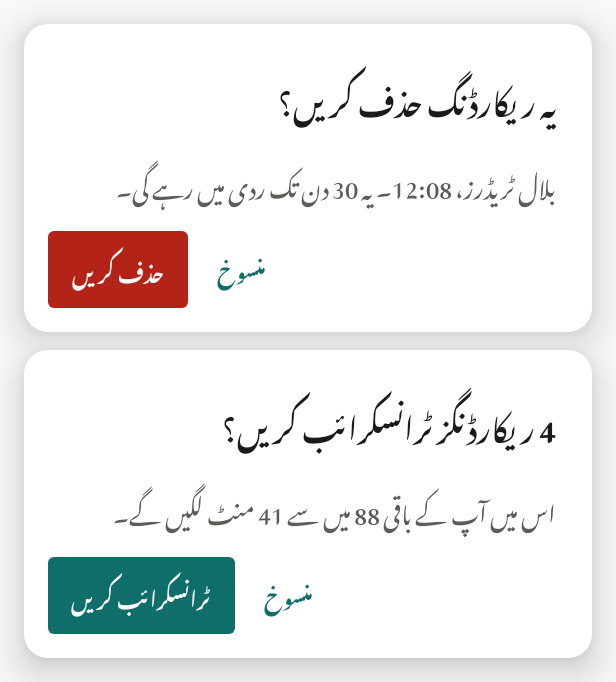 یہ ریکارڈنگ حذف کریں؟
بلال ٹریڈرز، 12:08۔ یہ 30 دن تک ردی میں رہے گی۔
منسوخ
حذف کریں
4 ریکارڈنگز ٹرانسکرائب کریں؟
اس میں آپ کے باقی 88 میں سے 41 منٹ لگیں گے۔
منسوخ
ٹرانسکرائب کریں